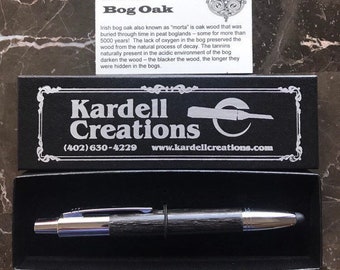 Bog Oak
Irish bog oak also known as "morta" is oak wood that was
buried through time in peat boglands – some for more
than 5000 years! The lack of oxygen in the bog preserved the
wood from the natural process of decay. The tannins
naturally present in the acidic environment of the bog
darken the wood – the blacker the wood, the longer they
were hidden in the bogs.
Kardell
Creations
(402) 630-4229 www.kardellcreations.com